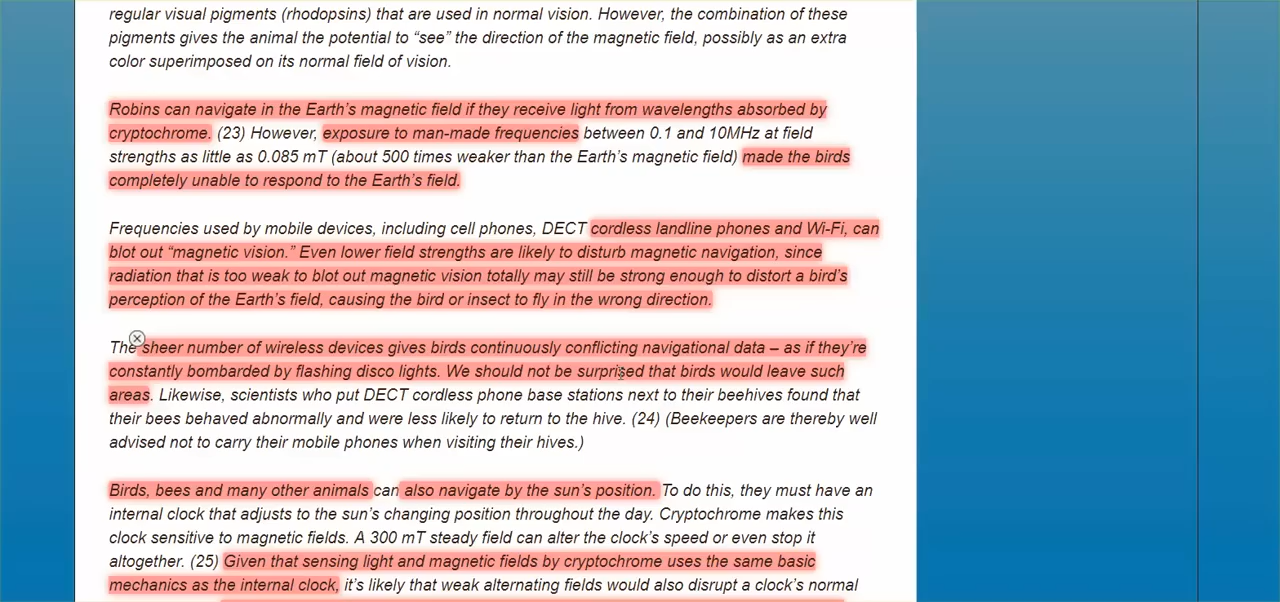 regular visual pigments (rhodopsins) that are used in normal vision. However, the combination of these
pigments gives the animal the potential to “see” the direction of the magnetic field, possibly as an extra
color superimposed on its normal field of vision.
Robins can navigate in the Earth’s magnetic field if they receive light from wavelengths absorbed by
cryptochrome. (23) However, exposure to man-made frequencies between 0.1 and 10MHz at field
strengths as little as 0.085 mT (about 500 times weaker than the Earth’s magnetic field) made the birds
completely unable to respond to the Earth’s field.
Frequencies used by mobile devices, including cell phones, DECT cordless landline phones and Wi-Fi, can
blot out “magnetic vision.” Even lower field strengths are likely to disturb magnetic navigation, since
radiation that is too weak to blot out magnetic vision totally may still be strong enough to distort a bird’s
perception of the Earth’s field, causing the bird or insect to fly in the wrong direction.
The sheer number of wireless devices gives birds continuously conflicting navigational data – as if they’re
constantly bombarded by flashing disco lights. We should not be surprised that birds would leave such
areas. Likewise, scientists who put DECT cordless phone base stations next to their beehives found that
their bees behaved abnormally and were less likely to return to the hive. (24) (Beekeepers are thereby well
advised not to carry their mobile phones when visiting their hives.)
Birds, bees and many other animals can also navigate by the sun’s position. To do this, they must have an
internal clock that adjusts to the sun’s changing position throughout the day. Cryptochrome makes this
clock sensitive to magnetic fields. A 300 mT steady field can alter the clock’s speed or even stop it
altogether. (25) Given that sensing light and magnetic fields by cryptochrome uses the same basic
mechanics as the internal clock, it’s likely that weak alternating fields would also disrupt a clock’s normal